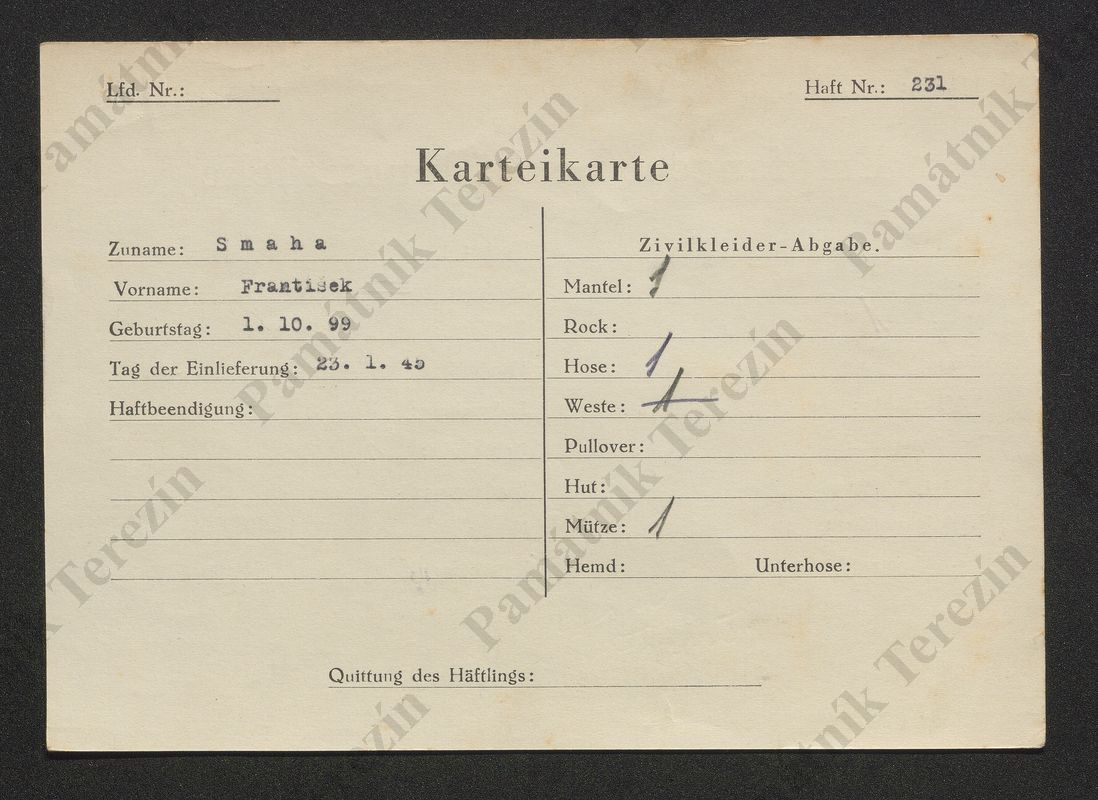 Lfd. Nr.:
Haft Nr.: 231
Karteikarte
Zuname: Smaha
Vorname: František
Geburtstag: 1. 10. 99
Tag der Einlieferung: 23. 1. 45
Haftbeendigung:
Zivilkleider-Abgabe.
Mantel: 1
Rock:
Hose: 1
Weste: 1
Pullover:
Hut:
Mütze: 1
Hemd: Unterhose:
Quittung des Häftlings:
Památník Terezín